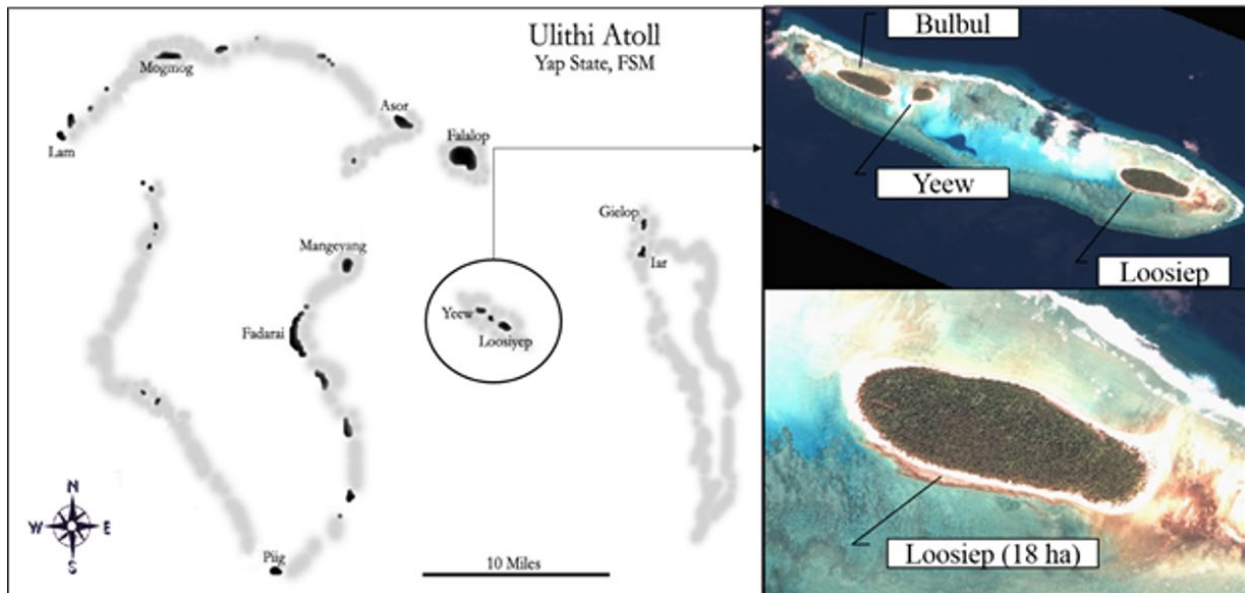 Ulithi Atoll
Yap State, FSM
Mogmog
Asor
Falalop
Lam
Gielop
Mangeyang
Iar
Yeew
Fadarai
Loosiyep
N
W E
S
Piig
10 Miles
Bulbul
Yeew
Loosiep
Loosiep (18 ha)